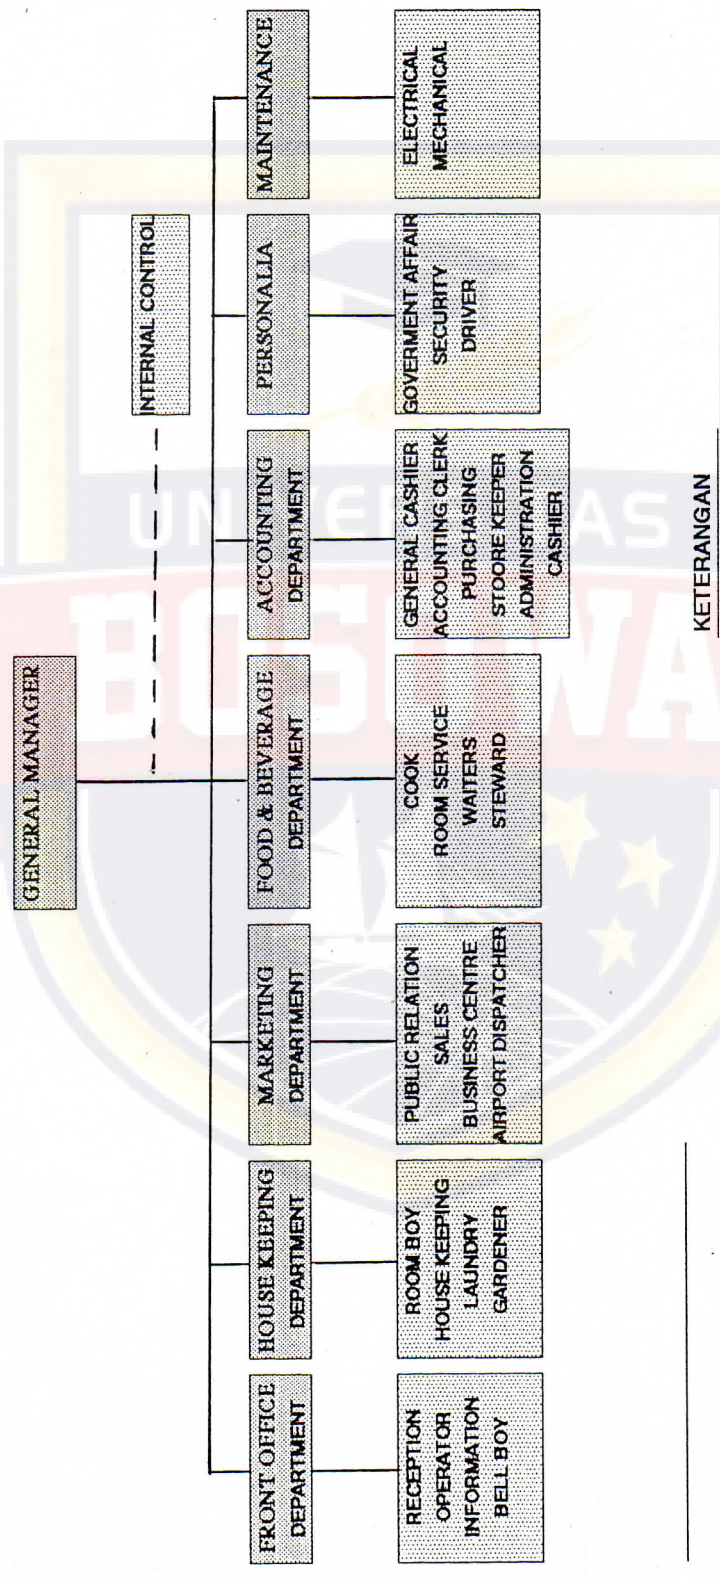 GENERAL MANAGER
INTERNAL CONTROL
FRONT OFFICE
DEPARTMENT
HOUSE KEEPING
DEPARTMENT
MARKETING
DEPARTMENT
FOOD & BEVERAGE
DEPARTMENT
ACCOUNTING
DEPARTMENT
PERSONALIA
MAINTENANCE
RECEPTION
OPERATOR
INFORMATION
BELL BOY
ROOM BOY
HOUSE KEEPING
LAUNDRY
GARDENER
PUBLIC RELATION
SALES
BUSINESS CENTRE
AIRPORT DISPATCHER
COOK
ROOM SERVICE
WAITERS
STEWARD
GENERAL CASHIER
ACCOUNTING CLERK
PURCHASING
STOORE KEEPER
ADMINISTRATION
CASHIER
GOVERMENT AFFAIR
SECURITY
DRIVER
ELECTRICAL
MECHANICAL
KETERANGAN
UNIVERSITAS
BOSOWA